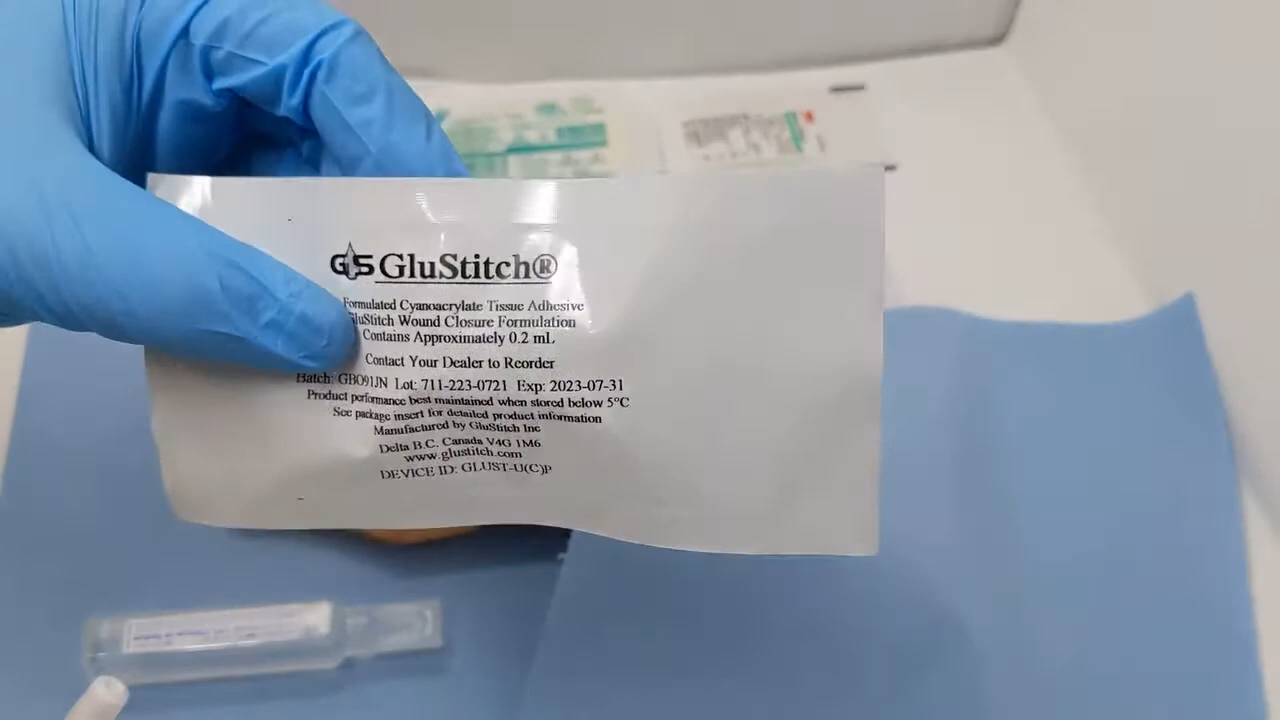 GS GluStitch®
Formulated Cyanoacrylate Tissue Adhesive
GluStitch Wound Closure Formulation
Contains Approximately 0.2 mL
Contact Your Dealer to Reorder
Batch: GBO91JN Lot: 711-223-0721 Exp: 2023-07-31
Product performance best maintained when stored below 5°C
See package insert for detailed product information
Manufactured by GluStitch Inc
Delta B.C. Canada V4G 1M6
www.glustitch.com
DEVICE ID: GLUST-U(C)P